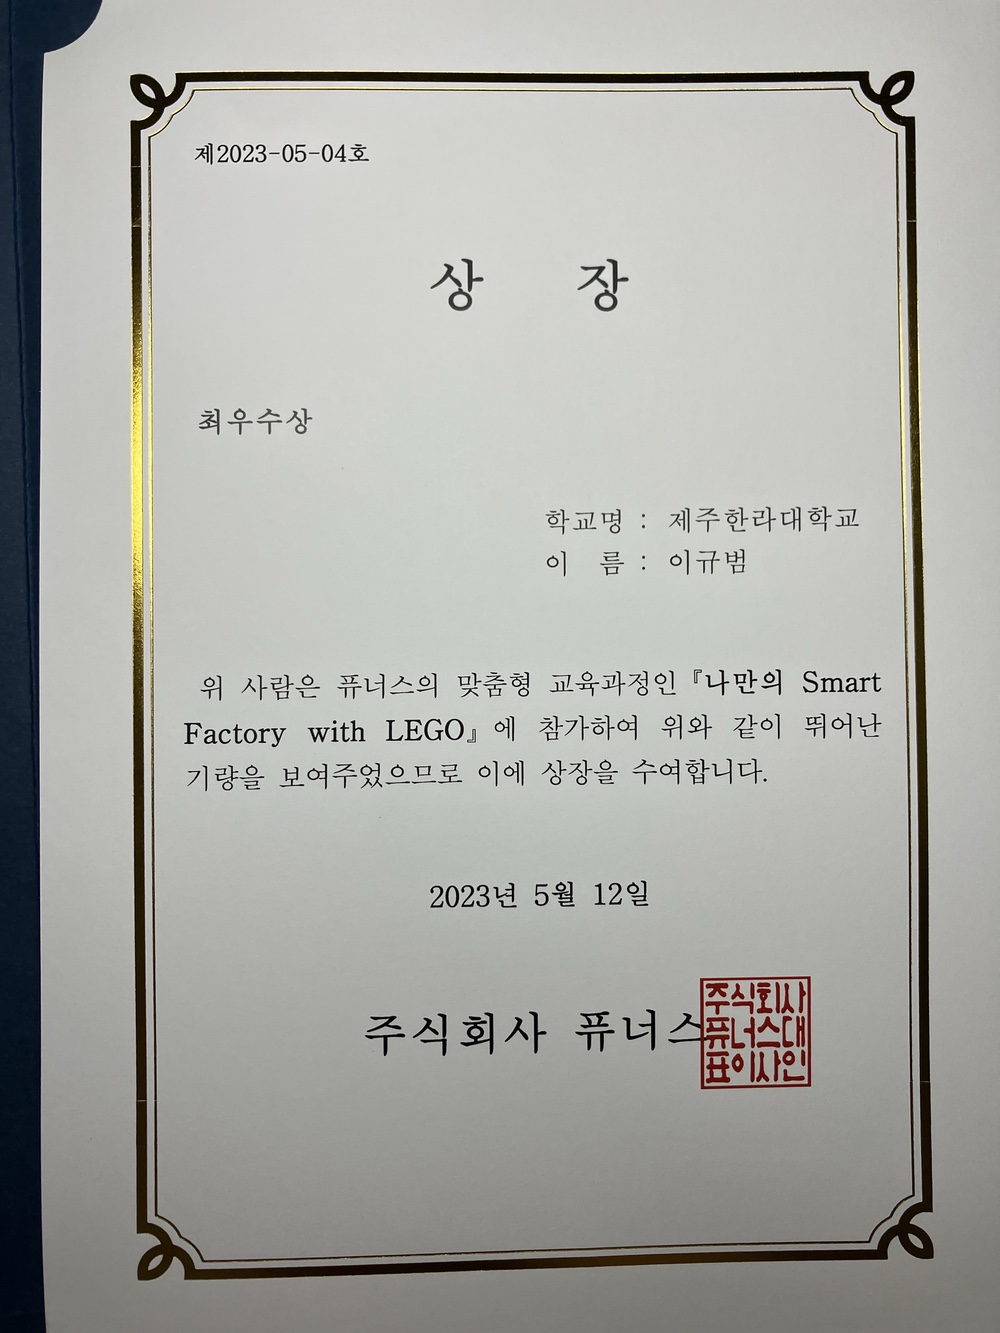 제2023-05-04호
상 장
최우수상
학교명 : 제주한라대학교
이 름 : 이규범
위 사람은 퓨너스의 맞춤형 교육과정인 『나만의 Smart
Factory with LEGO』에 참가하여 위와 같이 뛰어난
기량을 보여주었으므로 이에 상장을 수여합니다.
2023년 5월 12일
주식회사 퓨너스
주식회사
퓨너스대
표이사인